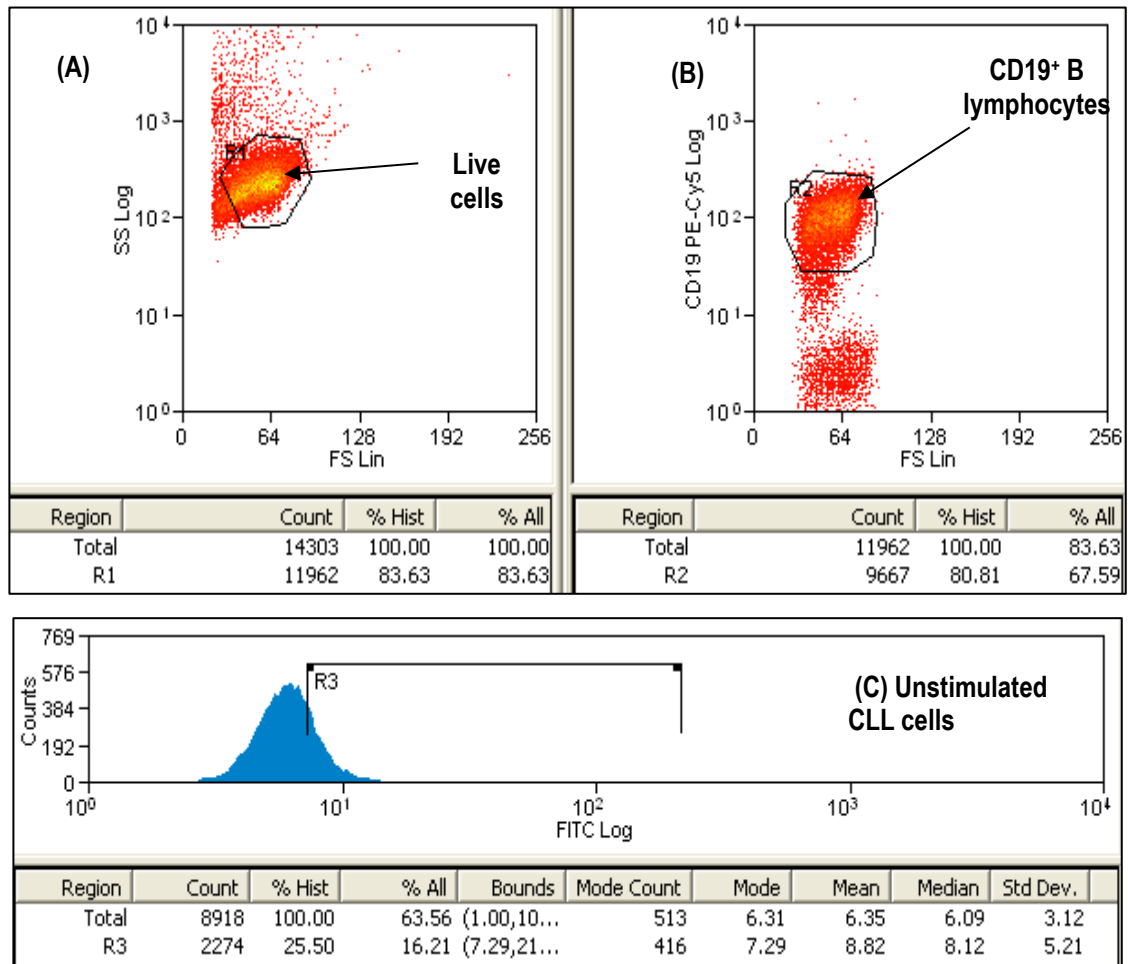 (A)
Live
cells
R1
10⁴
10³
10²
10¹
10⁰
SS Log
0 64 128 192 256
FS Lin
Region Count % Hist % All
Total 14303 100.00 100.00
R1 11962 83.63 83.63
(B)
CD19⁺ B
lymphocytes
R2
10⁴
10³
10²
10¹
10⁰
CD19 PE-Cy5 Log
0 64 128 192 256
FS Lin
Region Count % Hist % All
Total 11962 100.00 83.63
R2 9667 80.81 67.59
769
576
384
192
0
Counts
R3
(C) Unstimulated
CLL cells
10⁰ 10¹ 10² 10³ 10⁴
FITC Log
Region Count % Hist % All Bounds Mode Count Mode Mean Median Std Dev.
Total 8918 100.00 63.56 (1.00,10... 513 6.31 6.35 6.09 3.12
R3 2274 25.50 16.21 (7.29,21... 416 7.29 8.82 8.12 5.21